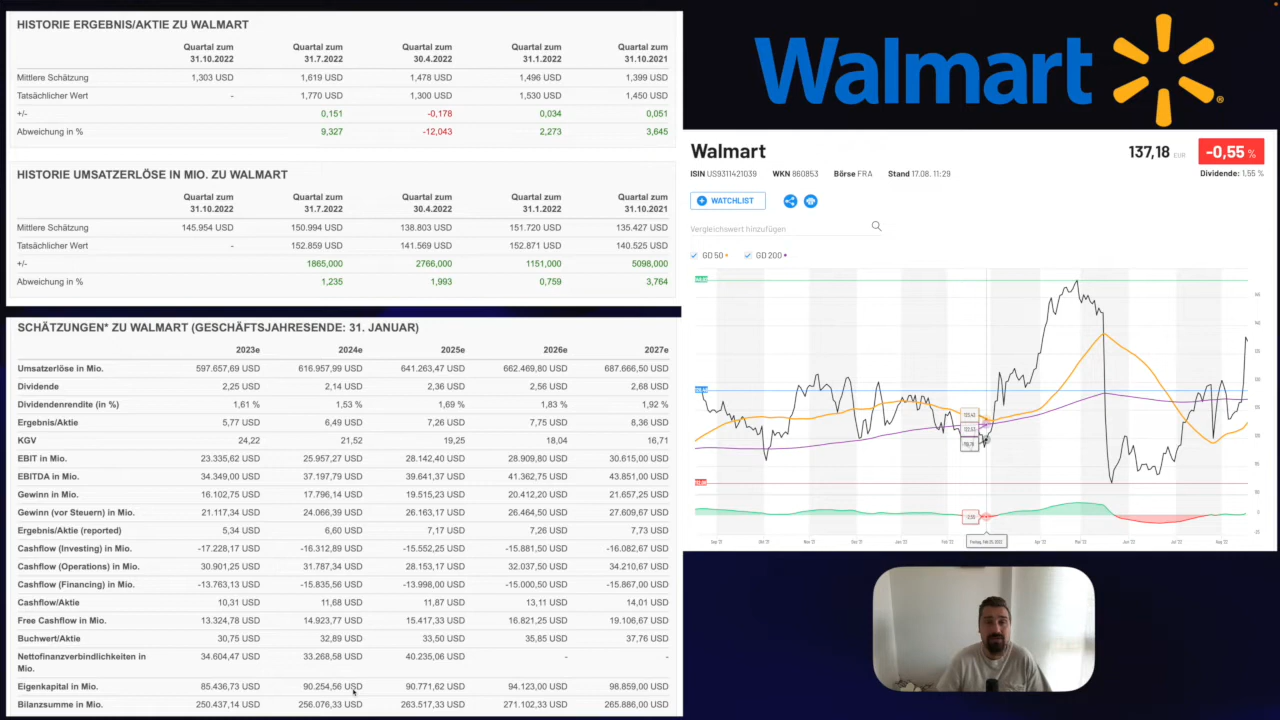 HISTORIE ERGEBNIS/AKTIE ZU WALMART
Quartal zum 31.10.2022 Quartal zum 31.7.2022 Quartal zum 30.4.2022 Quartal zum 31.1.2022 Quartal zum 31.10.2021
Mittlere Schätzung 1,303 USD 1,619 USD 1,478 USD 1,496 USD 1,399 USD
Tatsächlicher Wert - 1,770 USD 1,300 USD 1,530 USD 1,450 USD
+/- 0,151 -0,178 0,034 0,051
Abweichung in % 9,327 -12,043 2,273 3,645
HISTORIE UMSATZERLÖSE IN MIO. ZU WALMART
Quartal zum 31.10.2022 Quartal zum 31.7.2022 Quartal zum 30.4.2022 Quartal zum 31.1.2022 Quartal zum 31.10.2021
Mittlere Schätzung 145.954 USD 150.994 USD 138.803 USD 151.720 USD 135.427 USD
Tatsächlicher Wert - 152.859 USD 141.569 USD 152.871 USD 140.525 USD
+/- 1865,000 2766,000 1151,000 5098,000
Abweichung in % 1,235 1,993 0,759 3,764
SCHÄTZUNGEN* ZU WALMART (GESCHÄFTSJAHRESENDE: 31. JANUAR)
2023e 2024e 2025e 2026e 2027e
Umsatzerlöse in Mio. 597.657,69 USD 616.957,99 USD 641.263,47 USD 662.469,80 USD 687.666,50 USD
Dividende 2,25 USD 2,14 USD 2,36 USD 2,56 USD 2,68 USD
Dividendenrendite (in %) 1,61 % 1,53 % 1,69 % 1,83 % 1,92 %
Ergebnis/Aktie 5,77 USD 6,49 USD 7,26 USD 7,75 USD 8,36 USD
KGV 24,22 21,52 19,25 18,04 16,71
EBIT in Mio. 23.335,62 USD 25.957,27 USD 28.142,40 USD 28.909,80 USD 30.615,00 USD
EBITDA in Mio. 34.349,00 USD 37.197,79 USD 39.641,37 USD 41.362,75 USD 43.851,00 USD
Gewinn in Mio. 16.102,75 USD 17.796,14 USD 19.515,23 USD 20.412,20 USD 21.657,25 USD
Gewinn (vor Steuern) in Mio. 21.117,34 USD 24.066,39 USD 26.163,17 USD 26.464,50 USD 27.609,67 USD
Ergebnis/Aktie (reported) 5,34 USD 6,60 USD 7,17 USD 7,26 USD 7,73 USD
Cashflow (Investing) in Mio. -17.228,17 USD -16.312,89 USD -15.552,25 USD -15.881,50 USD -16.082,67 USD
Cashflow (Operations) in Mio. 30.901,25 USD 31.787,34 USD 28.153,17 USD 32.037,50 USD 34.210,67 USD
Cashflow (Financing) in Mio. -13.763,13 USD -15.835,56 USD -13.998,00 USD -15.000,50 USD -15.867,00 USD
Cashflow/Aktie 10,31 USD 11,68 USD 11,87 USD 13,11 USD 14,01 USD
Free Cashflow in Mio. 13.324,78 USD 14.923,77 USD 15.417,33 USD 16.821,25 USD 19.106,67 USD
Buchwert/Aktie 30,75 USD 32,89 USD 33,50 USD 35,85 USD 37,76 USD
Nettofinanzverbindlichkeiten in Mio. 34.604,47 USD 33.268,58 USD 40.235,06 USD - -
Eigenkapital in Mio. 85.436,73 USD 90.254,56 USD 90.771,62 USD 94.123,00 USD 98.859,00 USD
Bilanzsumme in Mio. 250.437,14 USD 256.076,33 USD 263.517,33 USD 271.102,33 USD 265.886,00 USD
Walmart
Walmart 137,18 EUR -0,55 %
ISIN US9311421039 WKN 860853 Börse FRA Stand 17.08. 11:29 Dividende: 1,55 %
WATCHLIST
Vergleichswert hinzufügen
GD 50 GD 200